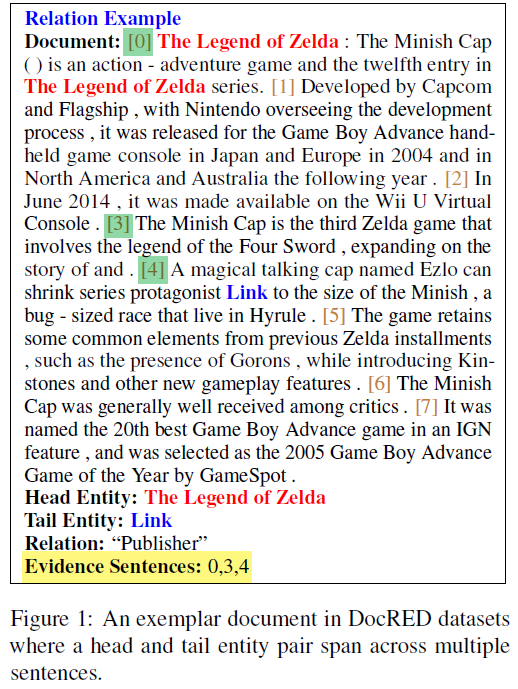 Relation Example
Document: [0] The Legend of Zelda : The Minish Cap
( ) is an action - adventure game and the twelfth entry in
The Legend of Zelda series. [1] Developed by Capcom
and Flagship , with Nintendo overseeing the development
process , it was released for the Game Boy Advance hand-
held game console in Japan and Europe in 2004 and in
North America and Australia the following year . [2] In
June 2014 , it was made available on the Wii U Virtual
Console . [3] The Minish Cap is the third Zelda game that
involves the legend of the Four Sword , expanding on the
story of and . [4] A magical talking cap named Ezlo can
shrink series protagonist Link to the size of the Minish , a
bug - sized race that live in Hyrule . [5] The game retains
some common elements from previous Zelda installments
, such as the presence of Gorons , while introducing Kin-
stones and other new gameplay features . [6] The Minish
Cap was generally well received among critics . [7] It was
named the 20th best Game Boy Advance game in an IGN
feature , and was selected as the 2005 Game Boy Advance
Game of the Year by GameSpot .
Head Entity: The Legend of Zelda
Tail Entity: Link
Relation: “Publisher”
Evidence Sentences: 0,3,4
Figure 1: An exemplar document in DocRED datasets
where a head and tail entity pair span across multiple
sentences.